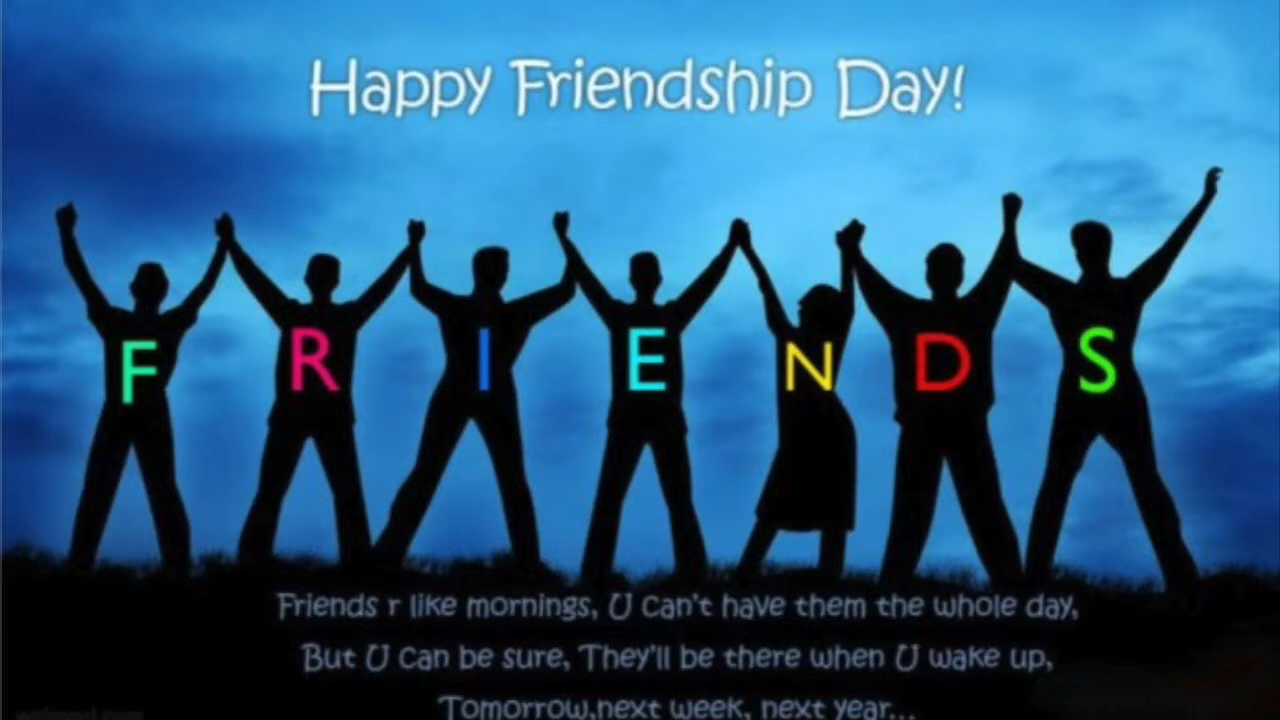 Happy Friendship Day!
F R I E N D S
Friends r like mornings, U can't have them the whole day,
But U can be sure, They'll be there when U wake up,
Tomorrow,next week, next year...